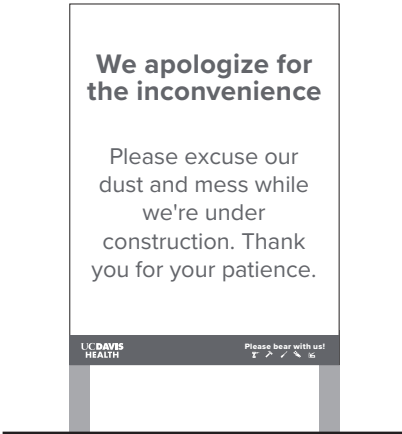 We apologize for
the inconvenience
Please excuse our
dust and mess while
we're under
construction. Thank
you for your patience.
UCDAVIS
HEALTH
Please bear with us!